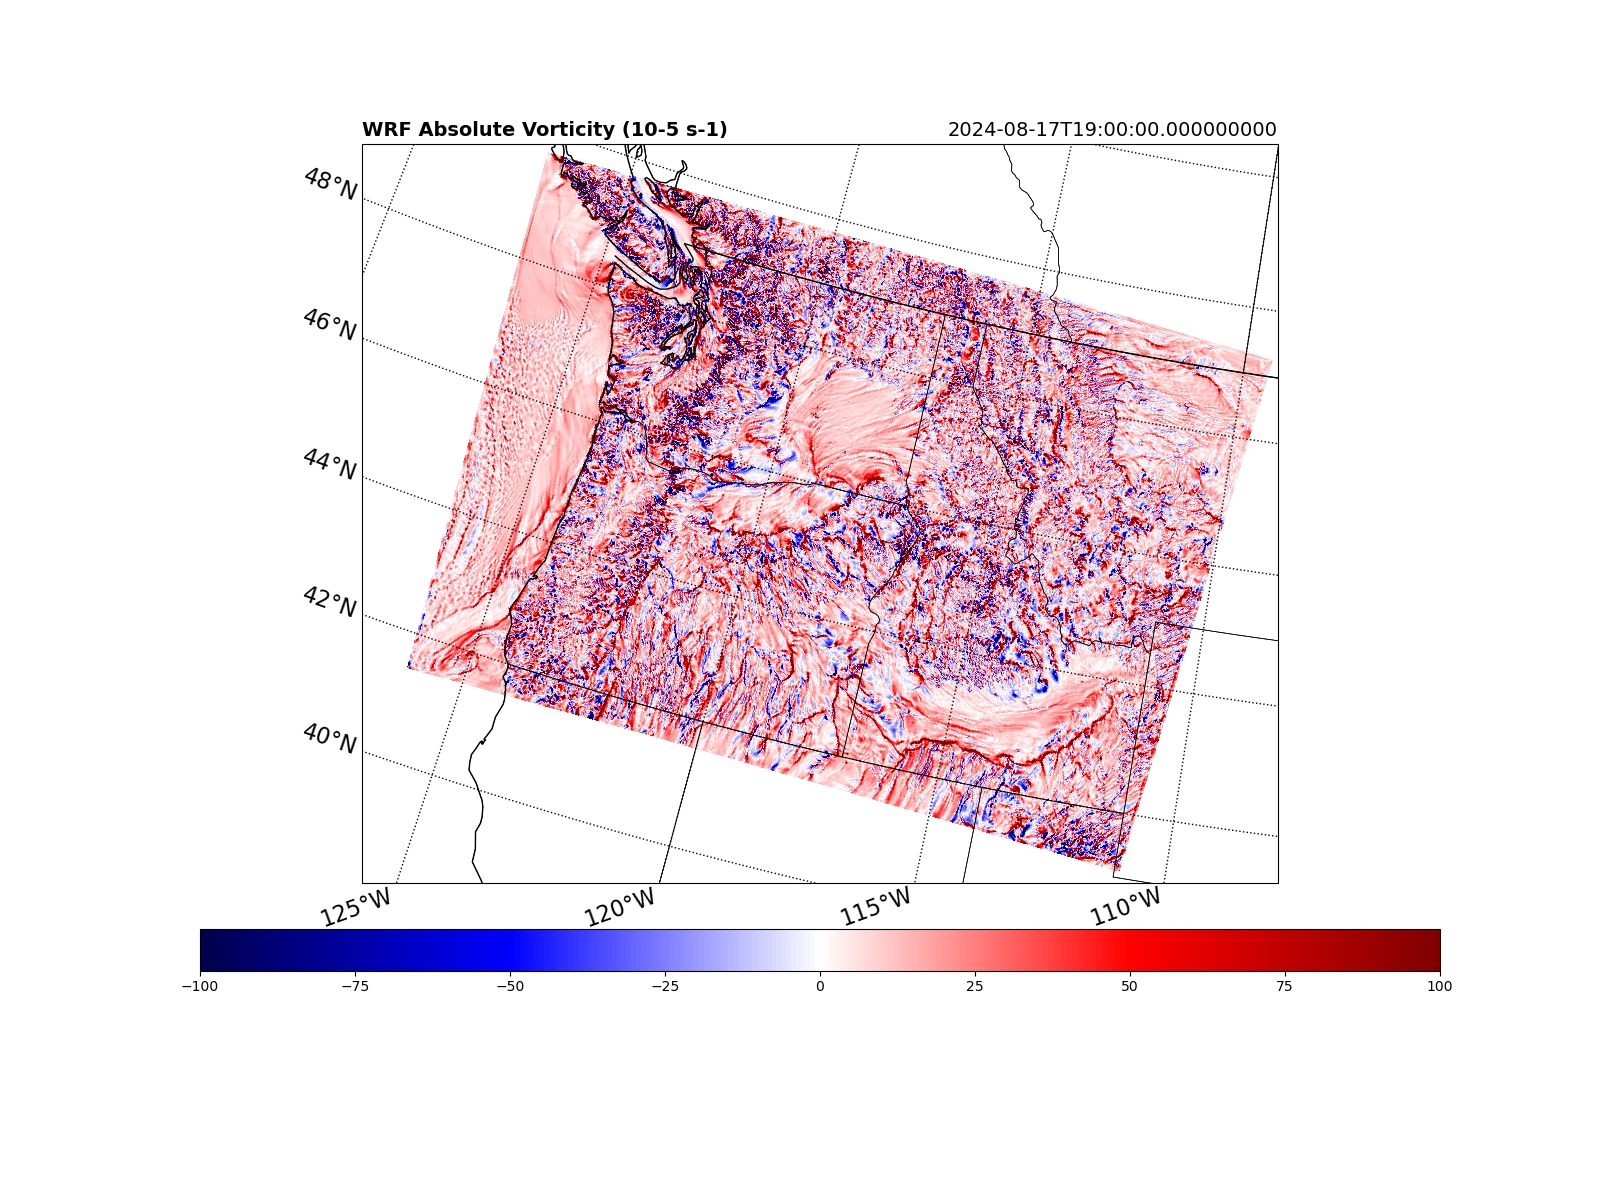 WRF Absolute Vorticity (10-5 s-1) 2024-08-17T19:00:00.000000000
48°N
46°N
44°N
42°N
40°N
125°W 120°W 115°W 110°W
−100 −75 −50 −25 0 25 50 75 100